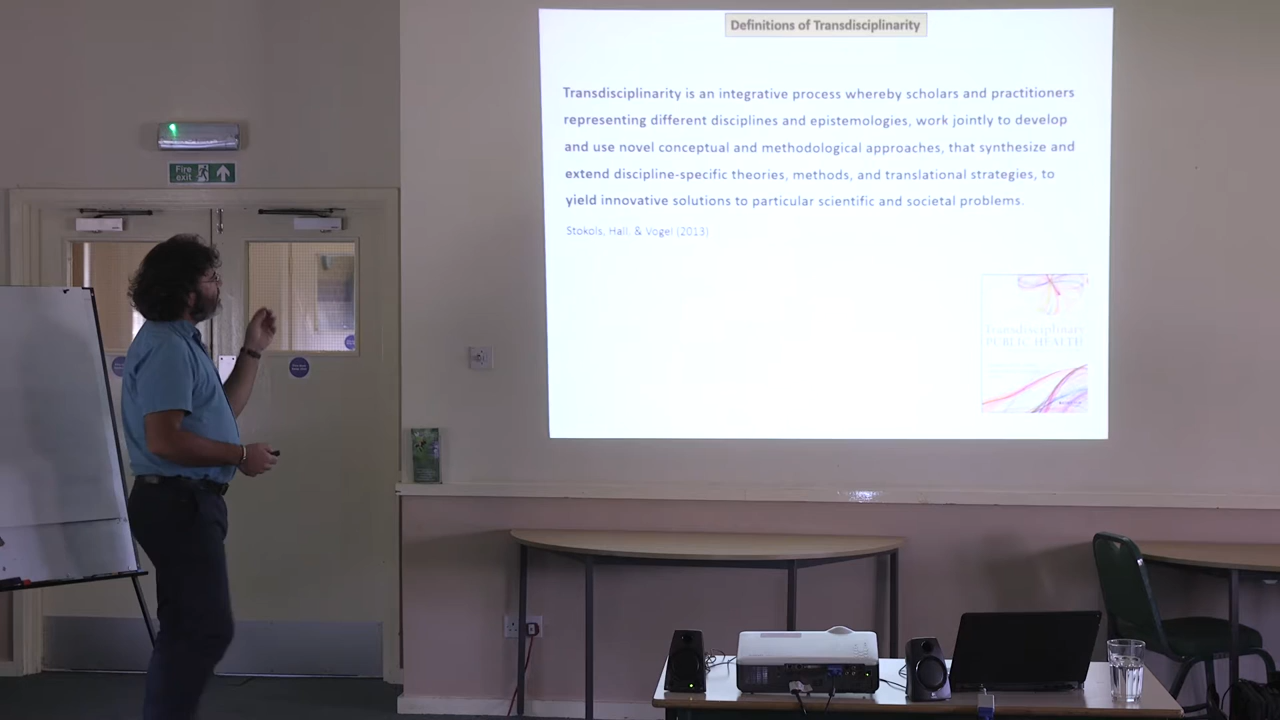 Definitions of Transdisciplinarity
Transdisciplinarity is an integrative process whereby scholars and practitioners
representing different disciplines and epistemologies, work jointly to develop
and use novel conceptual and methodological approaches, that synthesize and
extend discipline-specific theories, methods, and translational strategies, to
yield innovative solutions to particular scientific and societal problems.
Stokols, Hall, & Vogel (2013)
Fire
exit
Transdisciplinary
PUBLIC HEALTH